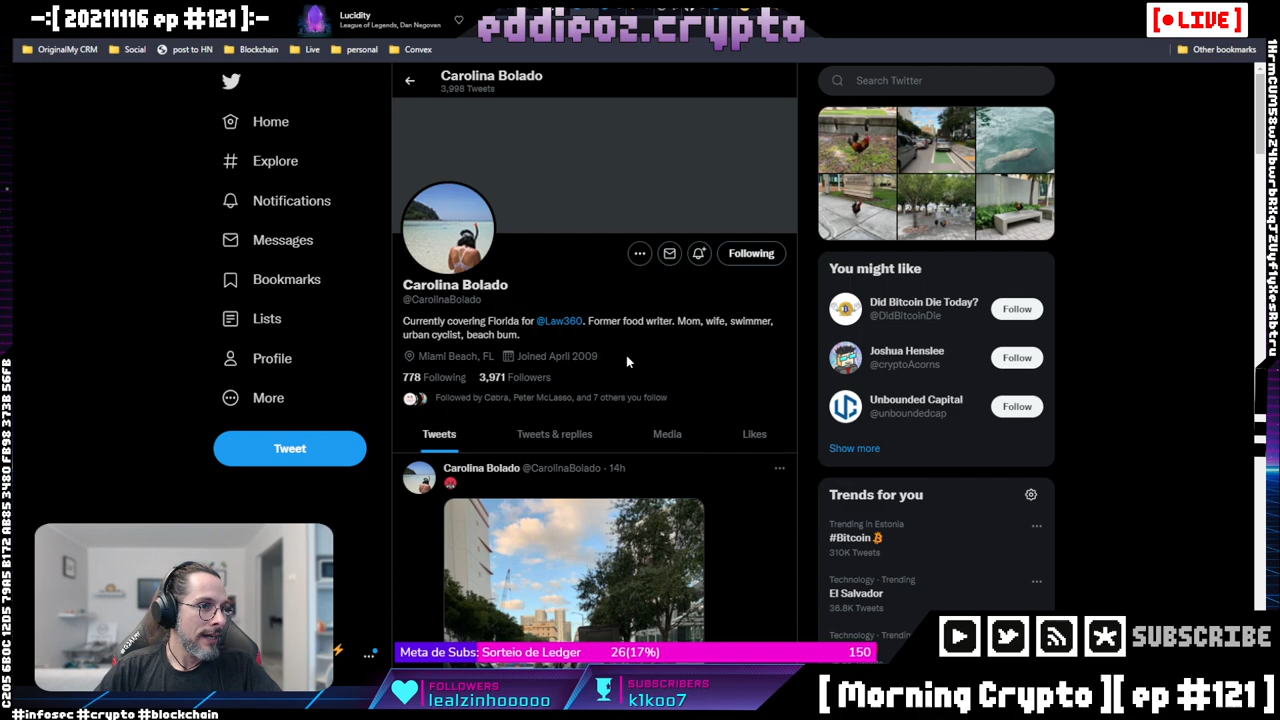 -:[ 20211116 ep #121 ]:-
Lucidity
League of Legends, Dan Negovan
eddieoz.crypto
[●LIVE]
OriginalMy CRM
Social
post to HN
Blockchain
Live
personal
Convex
Other bookmarks
Carolina Bolado
3,998 Tweets
Search Twitter
Home
Explore
Notifications
Messages
Bookmarks
Lists
Profile
More
Tweet
Following
Carolina Bolado
@CarolinaBolado
Currently covering Florida for @Law360. Former food writer. Mom, wife, swimmer,
urban cyclist, beach bum.
Miami Beach, FL Joined April 2009
778 Following 3,971 Followers
Followed by Cøbra, Peter McLasso, and 7 others you follow
Tweets
Tweets & replies
Media
Likes
Carolina Bolado @CarolinaBolado · 14h
You might like
Did Bitcoin Die Today?
@DidBitcoinDie
Follow
Joshua Henslee
@cryptoAcorns
Follow
Unbounded Capital
@unboundedcap
Follow
Show more
Trends for you
Trending in Estonia
#Bitcoin
310K Tweets
Technology · Trending
El Salvador
36.8K Tweets
Technology · Trending
Meta de Subs: Sorteio de Ledger 26(17%) 150
FOLLOWERS
lealzinhooooo
SUBSCRIBERS
k1koo7
SUBSCRIBE
[ Morning Crypto ][ ep #121 ]
#infosec #crypto #blockchain